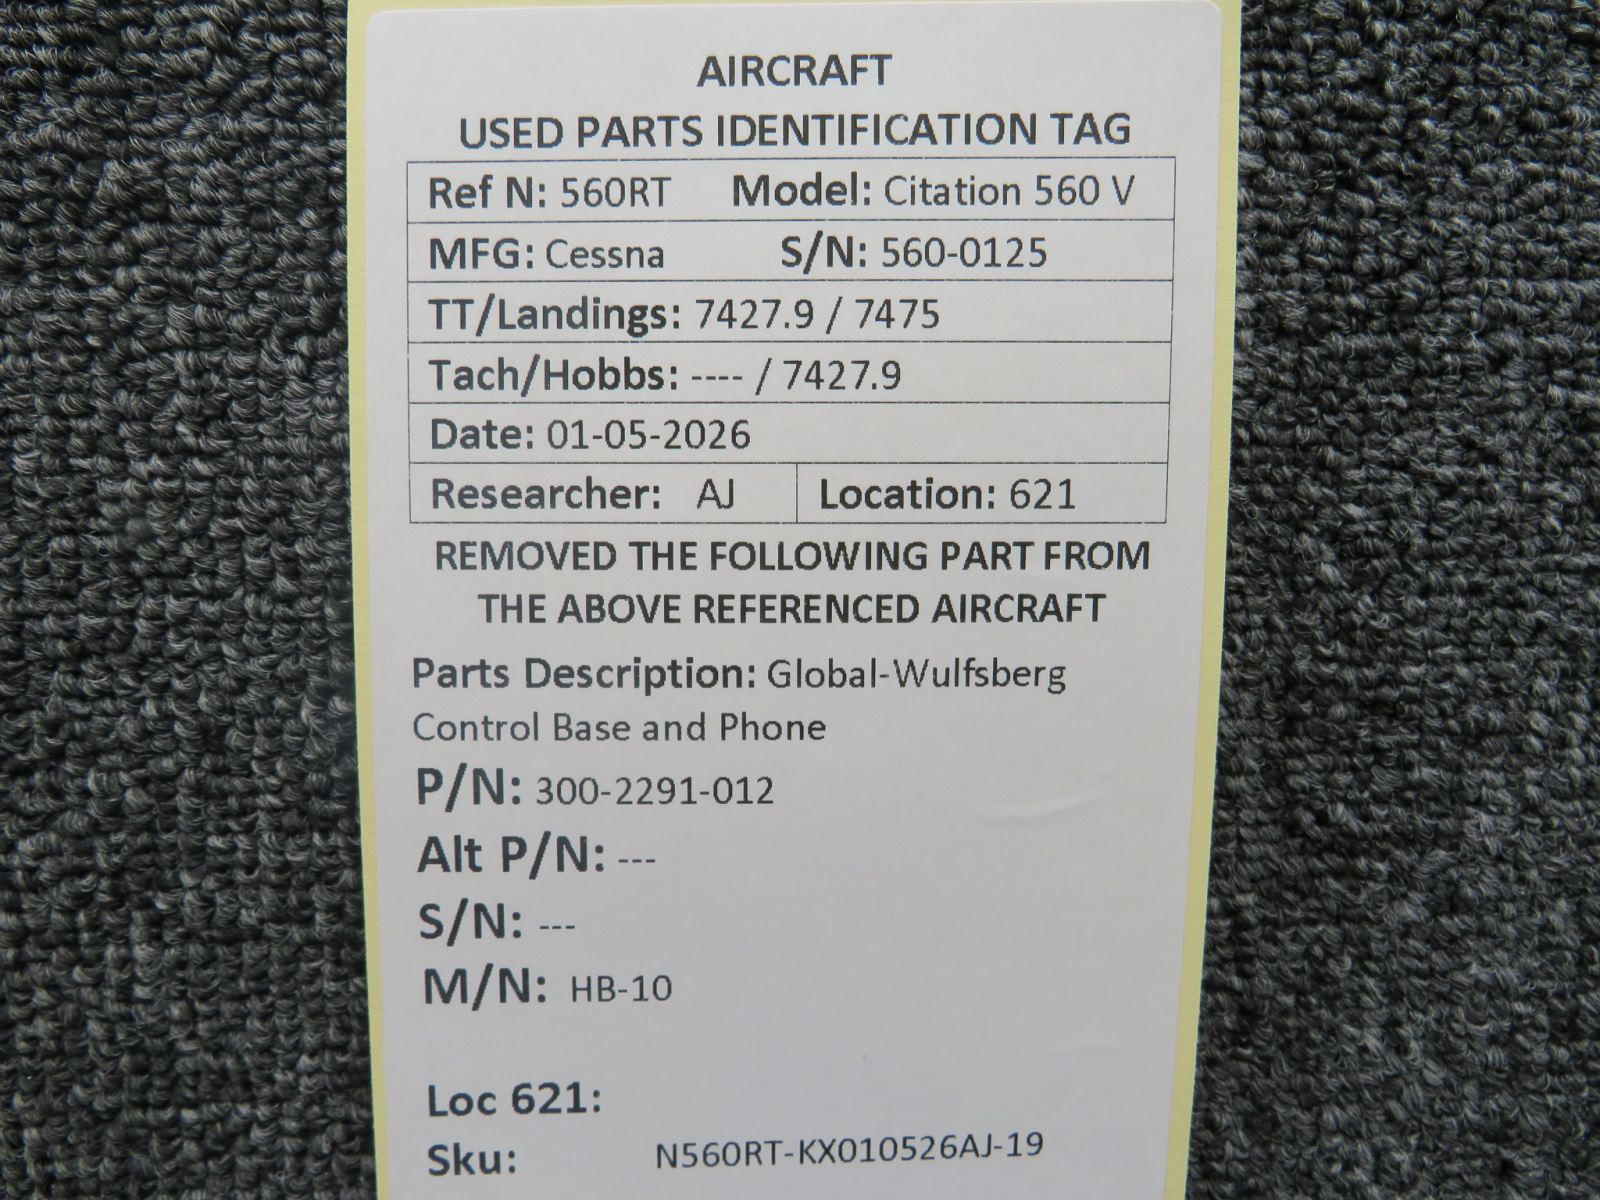 AIRCRAFT
USED PARTS IDENTIFICATION TAG
Ref N: 560RT Model: Citation 560 V
MFG: Cessna S/N: 560-0125
TT/Landings: 7427.9 / 7475
Tach/Hobbs: ---- / 7427.9
Date: 01-05-2026
Researcher: AJ Location: 621
REMOVED THE FOLLOWING PART FROM
THE ABOVE REFERENCED AIRCRAFT
Parts Description: Global-Wulfsberg
Control Base and Phone
P/N: 300-2291-012
Alt P/N: ---
S/N: ---
M/N: HB-10
Loc 621:
Sku: N560RT-KX010526AJ-19